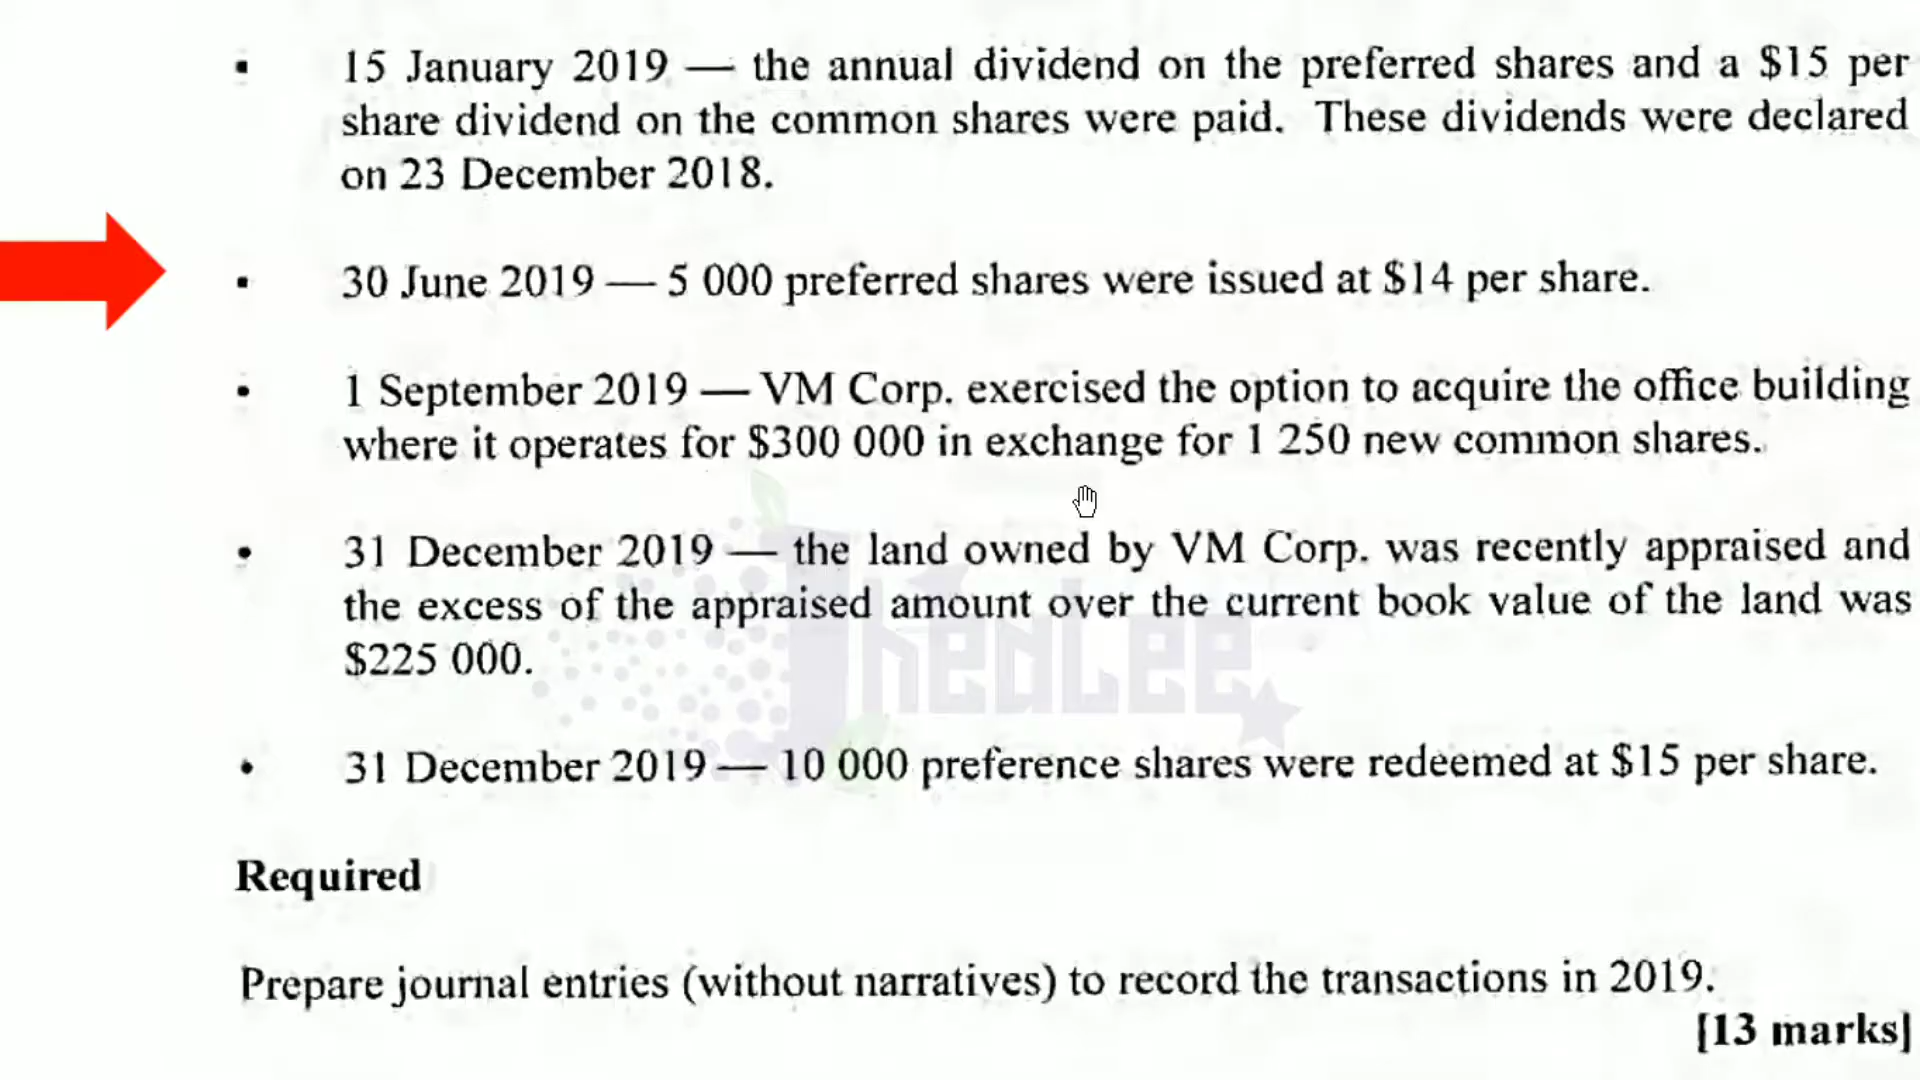 ▪ 15 January 2019 — the annual dividend on the preferred shares and a $15 per
share dividend on the common shares were paid. These dividends were declared
on 23 December 2018.
▪ 30 June 2019 — 5 000 preferred shares were issued at $14 per share.
• 1 September 2019 — VM Corp. exercised the option to acquire the office building
where it operates for $300 000 in exchange for 1 250 new common shares.
• 31 December 2019 — the land owned by VM Corp. was recently appraised and
the excess of the appraised amount over the current book value of the land was
$225 000.
• 31 December 2019 — 10 000 preference shares were redeemed at $15 per share.
Required
Prepare journal entries (without narratives) to record the transactions in 2019.
[13 marks]